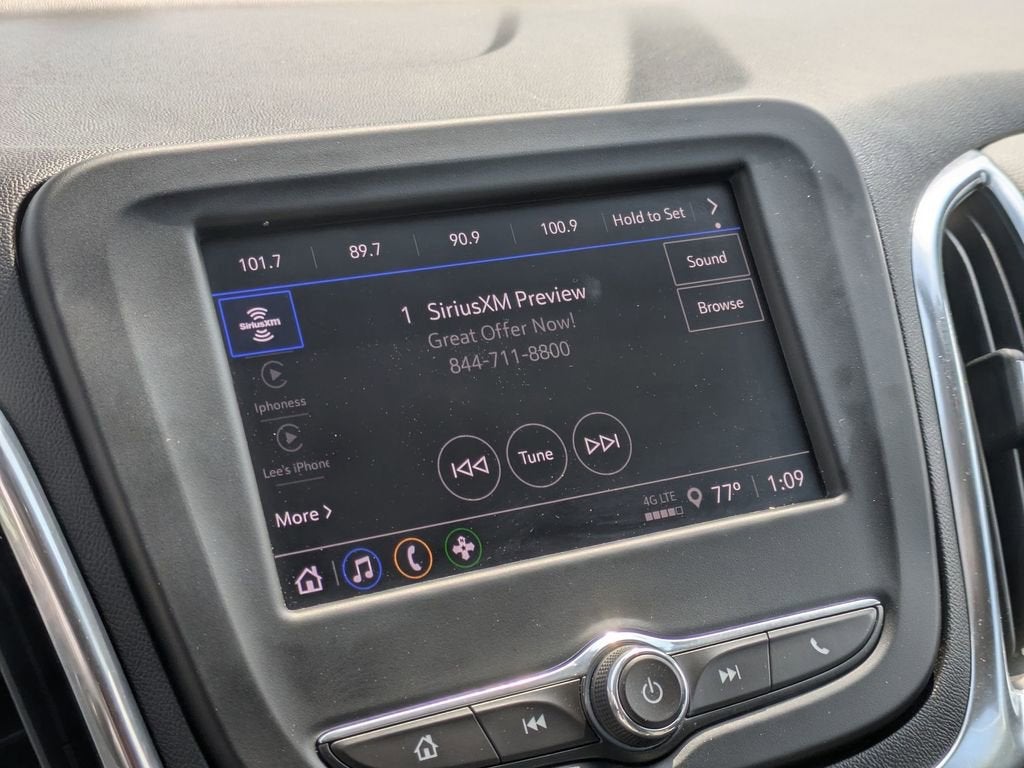 101.7 89.7 90.9 100.9 Hold to Set
Sound
Browse
SiriusXM
1 SiriusXM Preview
Great Offer Now!
844-711-8800
Iphoness
Lee's iPhone
Tune
More
4G LTE 77° 1:09